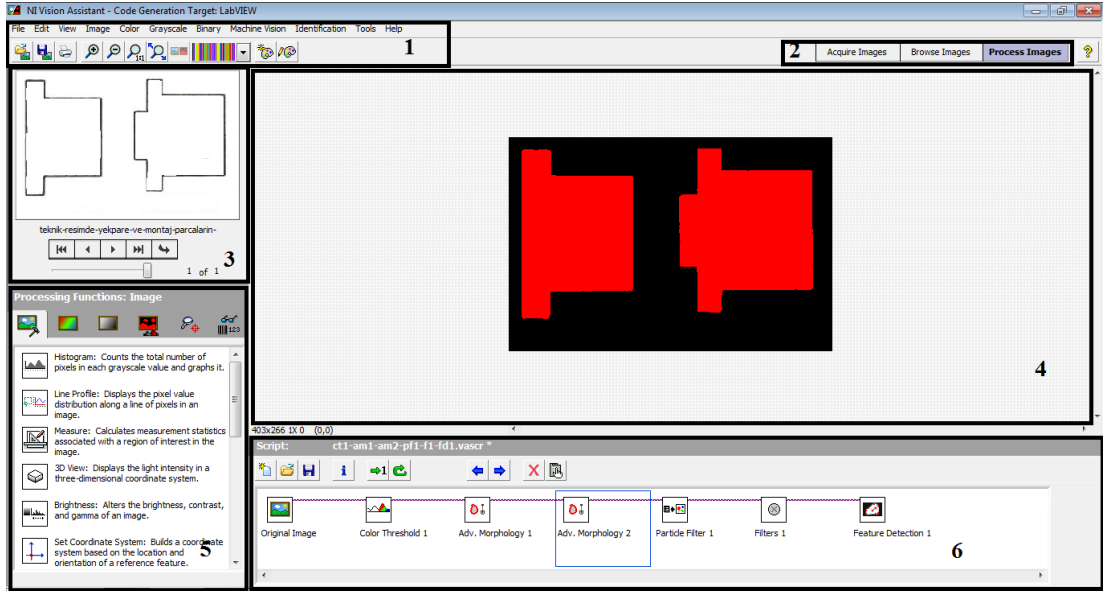 NI Vision Assistant - Code Generation Target: LabVIEW
File Edit View Image Color Grayscale Binary Machine Vision Identification Tools Help
1
1:1
2
Acquire Images
Browse Images
Process Images
?
teknik-resimde-yekpare-ve-montaj-parcalarin-
1 of 1
3
4
Processing Functions: Image
123
Histogram: Counts the total number of
pixels in each grayscale value and graphs it.
Line Profile: Displays the pixel value
distribution along a line of pixels in an
image.
Measure: Calculates measurement statistics
associated with a region of interest in the
image.
3D View: Displays the light intensity in a
three-dimensional coordinate system.
Brightness: Alters the brightness, contrast,
and gamma of an image.
Set Coordinate System: Builds a coordinate
system based on the location and
orientation of a reference feature.
5
403x266 1X 0 (0,0)
Script: ct1-am1-am2-pf1-f1-fd1.vascr *
i
1
Original Image
Color Threshold 1
Adv. Morphology 1
Adv. Morphology 2
Particle Filter 1
Filters 1
Feature Detection 1
6